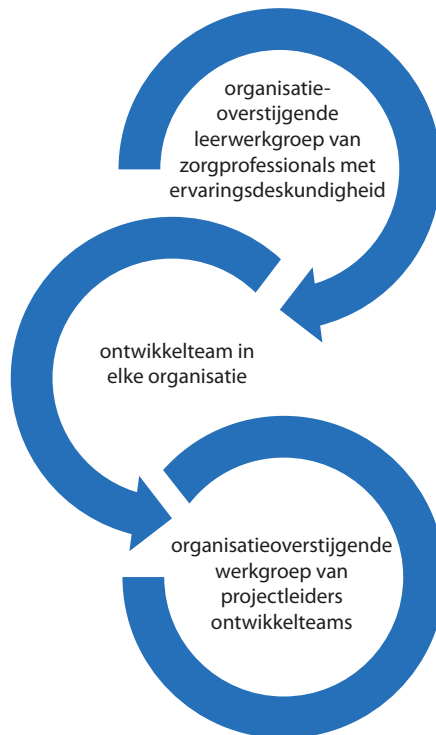 organisatie-
overstijgende
leerwerkgroep van
zorgprofessionals met
ervaringsdeskundigheid
ontwikkelteam in
elke organisatie
organisatieoverstijgende
werkgroep van
projectleiders
ontwikkelteams